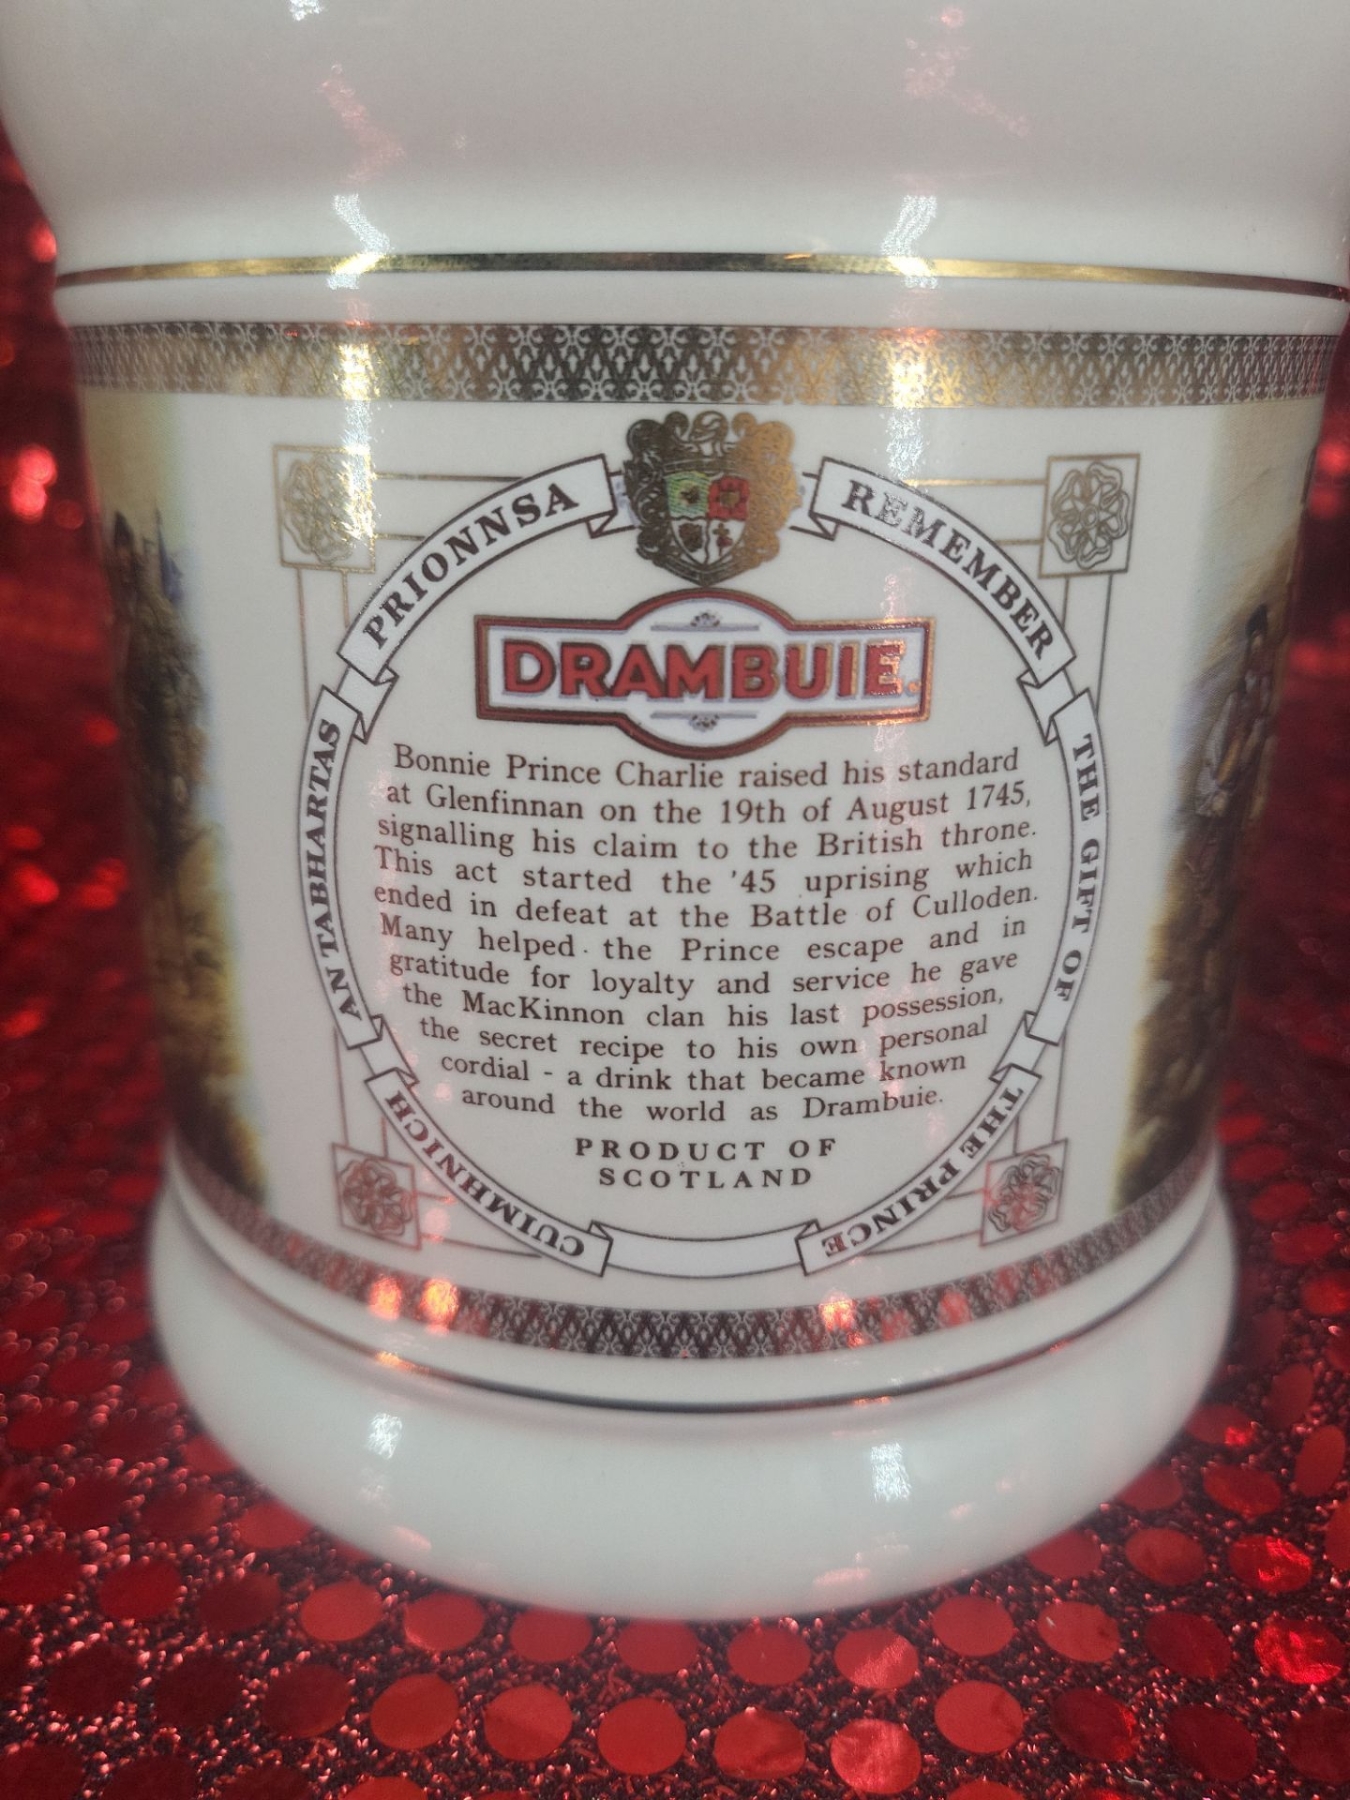 CUIMHNICH
AN TABHARTAS
PRIONNSA
REMEMBER
THE GIFT OF
THE PRINCE
DRAMBUIE.
Bonnie Prince Charlie raised his standard
at Glenfinnan on the 19th of August 1745,
signalling his claim to the British throne.
This act started the '45 uprising which
ended in defeat at the Battle of Culloden.
Many helped the Prince escape and in
gratitude for loyalty and service he gave
the MacKinnon clan his last possession,
the secret recipe to his own personal
cordial - a drink that became known
around the world as Drambuie.
PRODUCT OF
SCOTLAND